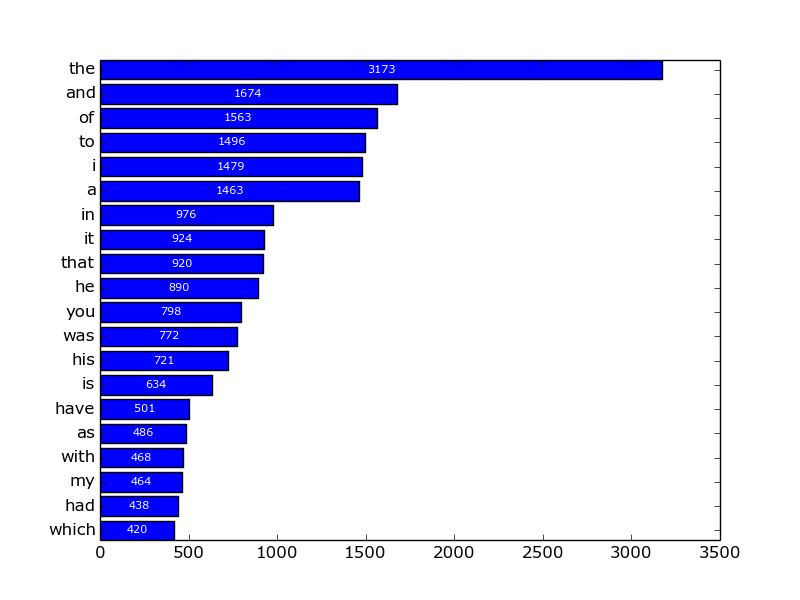 the 3173
and 1674
of 1563
to 1496
i 1479
a 1463
in 976
it 924
that 920
he 890
you 798
was 772
his 721
is 634
have 501
as 486
with 468
my 464
had 438
which 420
0 500 1000 1500 2000 2500 3000 3500